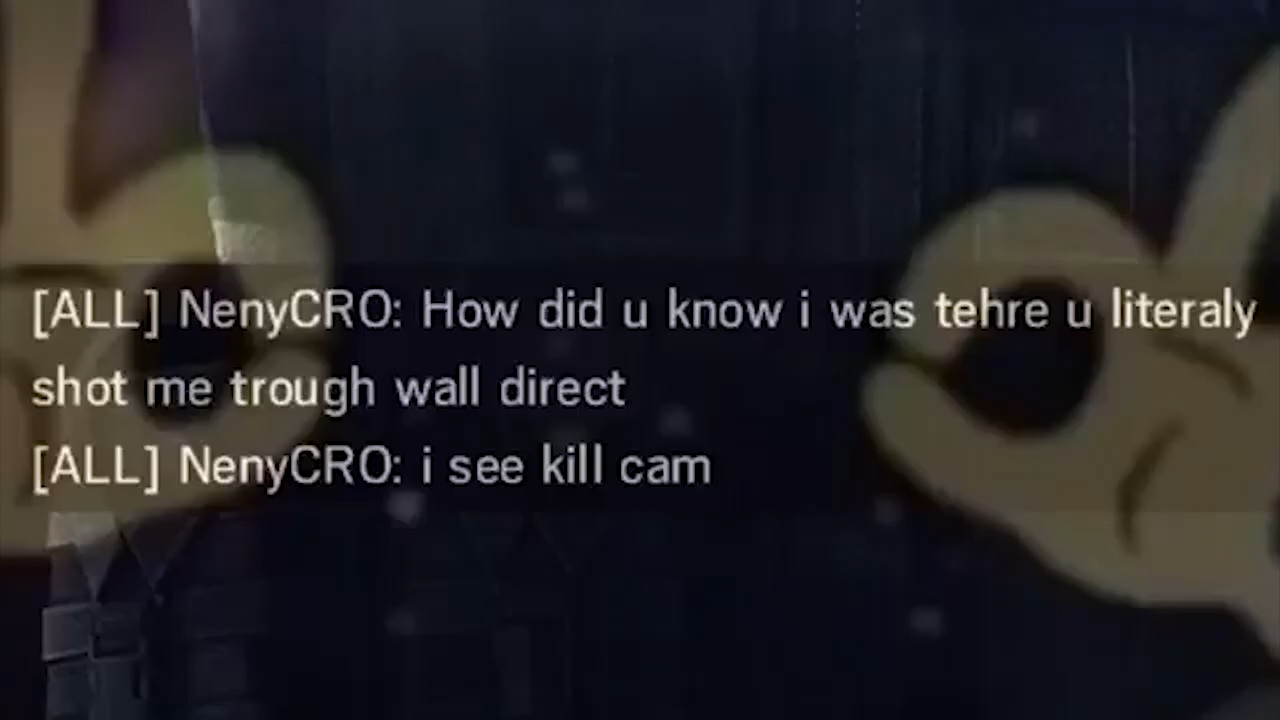 [ALL] NenyCRO: How did u know i was tehre u literaly
shot me trough wall direct
[ALL] NenyCRO: i see kill cam